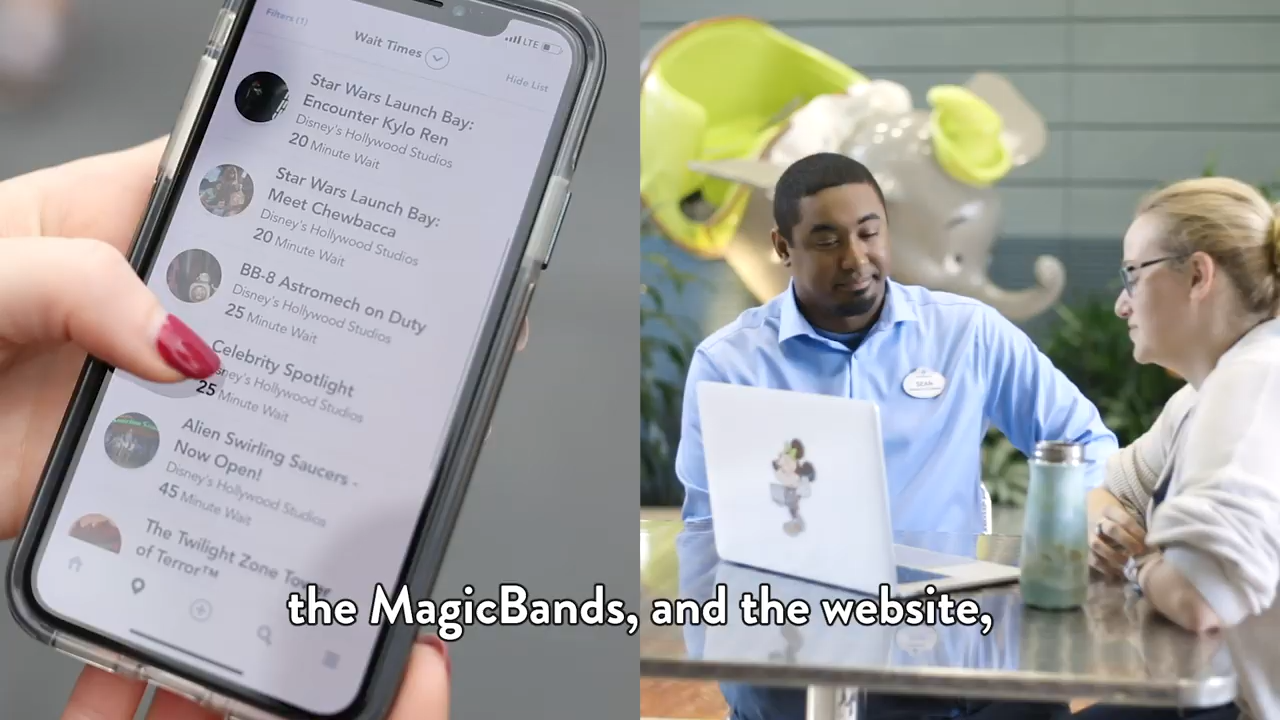 Filters (1)
LTE
Wait Times
Hide List
Star Wars Launch Bay:
Encounter Kylo Ren
Disney's Hollywood Studios
20 Minute Wait
Star Wars Launch Bay:
Meet Chewbacca
Disney's Hollywood Studios
20 Minute Wait
BB-8 Astromech on Duty
Disney's Hollywood Studios
25 Minute Wait
Celebrity Spotlight
sney's Hollywood Studios
25 Minute Wait
Alien Swirling Saucers -
Now Open!
Disney's Hollywood Studios
45 Minute Wait
The Twilight Zone Tower
of Terror™
SEAN
the MagicBands, and the website,